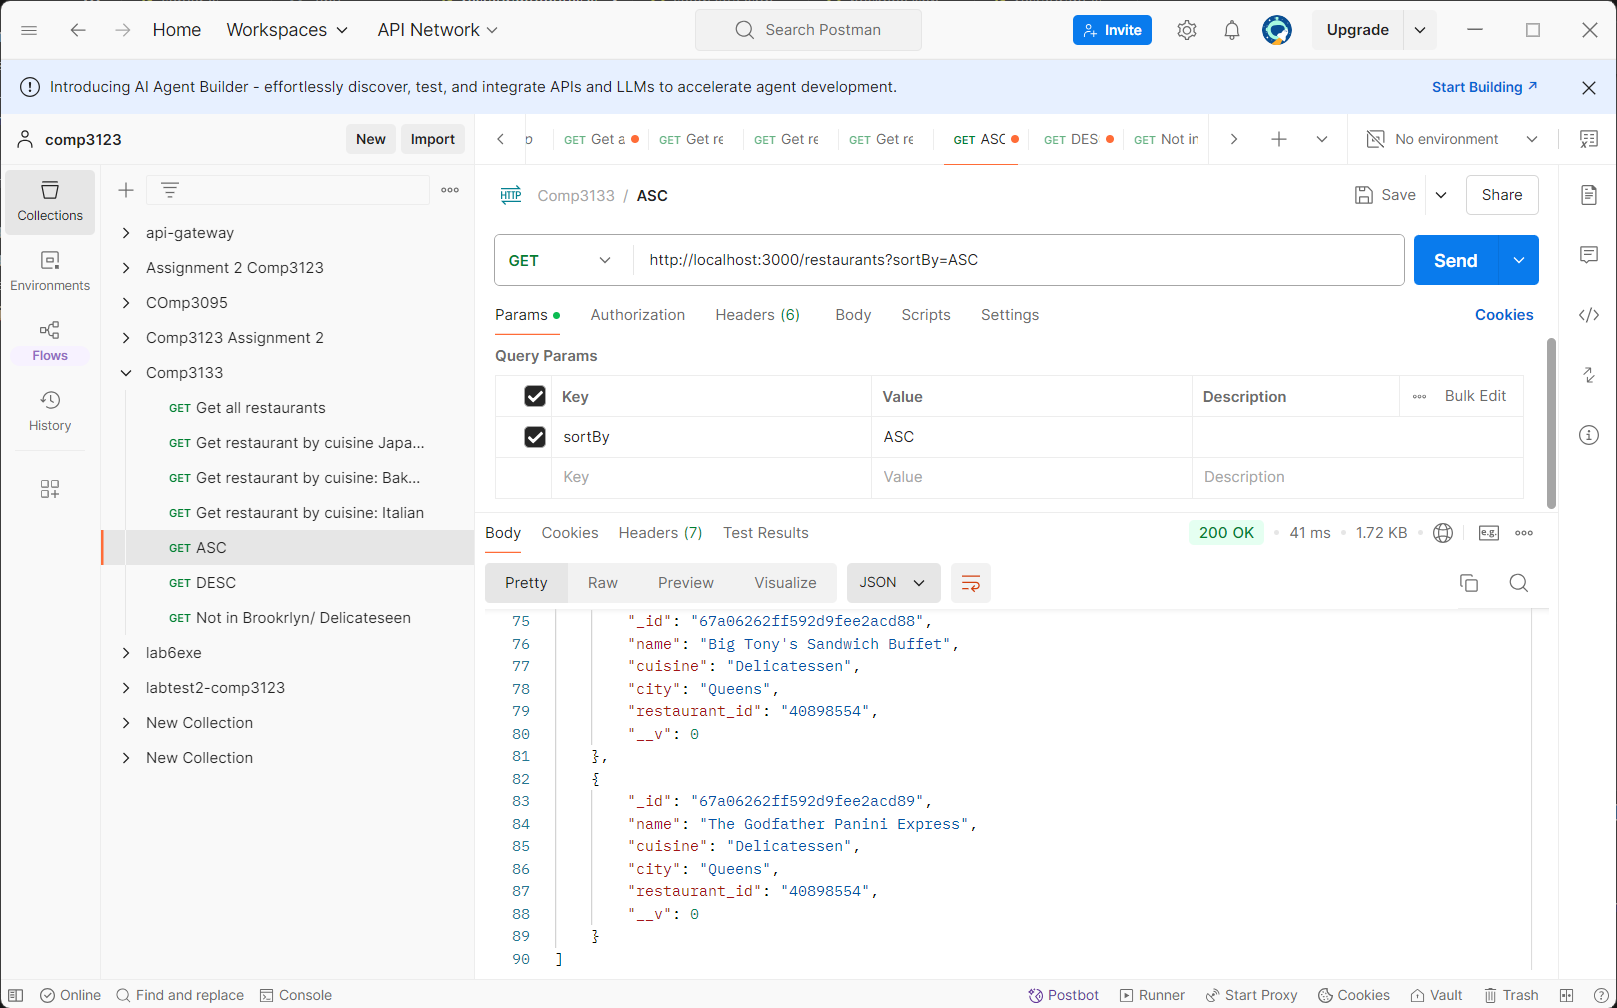 Home Workspaces API Network Search Postman Invite Upgrade
Introducing AI Agent Builder - effortlessly discover, test, and integrate APIs and LLMs to accelerate agent development. Start Building
comp3123 New Import
GET Get a GET Get re GET Get re GET Get re GET ASC GET DES GET Not in No environment
Collections
Environments
Flows
History
api-gateway
Assignment 2 Comp3123
COmp3095
Comp3123 Assignment 2
Comp3133
GET Get all restaurants
GET Get restaurant by cuisine Japa...
GET Get restaurant by cuisine: Bak...
GET Get restaurant by cuisine: Italian
GET ASC
GET DESC
GET Not in Brookrlyn/ Delicateseen
lab6exe
labtest2-comp3123
New Collection
New Collection
HTTP Comp3133 / ASC Save Share
GET http://localhost:3000/restaurants?sortBy=ASC Send
Params Authorization Headers (6) Body Scripts Settings Cookies
Query Params
Key Value Description Bulk Edit
sortBy ASC
Key Value Description
Body Cookies Headers (7) Test Results 200 OK 41 ms 1.72 KB e.g.
Pretty Raw Preview Visualize JSON
75 "_id": "67a06262ff592d9fee2acd88",
76 "name": "Big Tony's Sandwich Buffet",
77 "cuisine": "Delicatessen",
78 "city": "Queens",
79 "restaurant_id": "40898554",
80 "__v": 0
81 },
82 {
83 "_id": "67a06262ff592d9fee2acd89",
84 "name": "The Godfather Panini Express",
85 "cuisine": "Delicatessen",
86 "city": "Queens",
87 "restaurant_id": "40898554",
88 "__v": 0
89 }
90 ]
Online Find and replace Console Postbot Runner Start Proxy Cookies Vault Trash